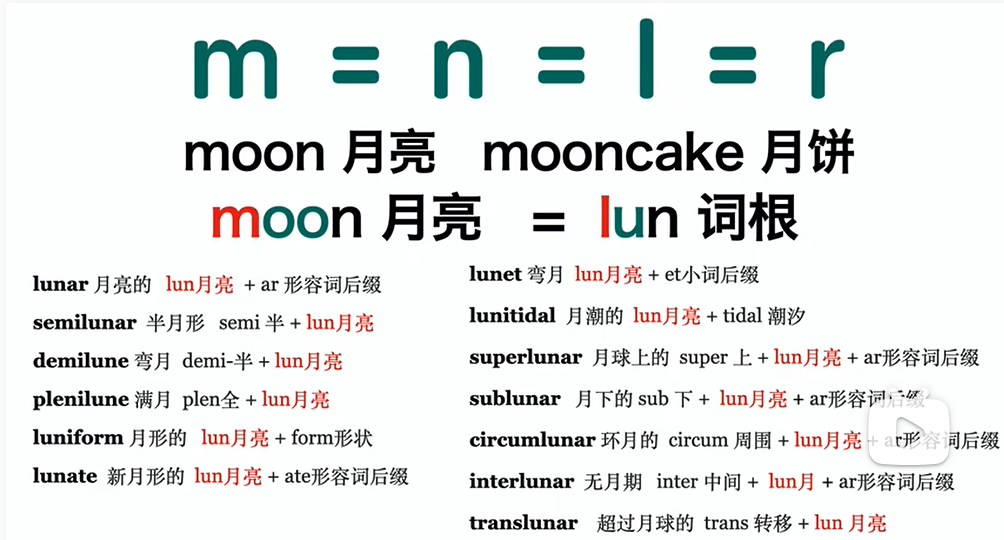 m = n = l = r
moon 月亮 mooncake 月饼
moon 月亮 = lun 词根
lunar 月亮的 lun月亮 + ar 形容词后缀
semilunar 半月形 semi 半 + lun月亮
demilune 弯月 demi-半 + lun月亮
plenilune 满月 plen全 + lun月亮
luniform 月形的 lun月亮 + form形状
lunate 新月形的 lun月亮 + ate形容词后缀
lunet 弯月 lun月亮 + et小词后缀
lunitidal 月潮的 lun月亮 + tidal 潮汐
superlunar 月球上的 super 上 + lun月亮 + ar形容词后缀
sublunar 月下的 sub 下 + lun月亮 + ar形容词后缀
circumlunar 环月的 circum 周围 + lun月亮 + ar形容词后缀
interlunar 无月期 inter 中间 + lun月 + ar形容词后缀
translunar 超过月球的 trans 转移 + lun 月亮